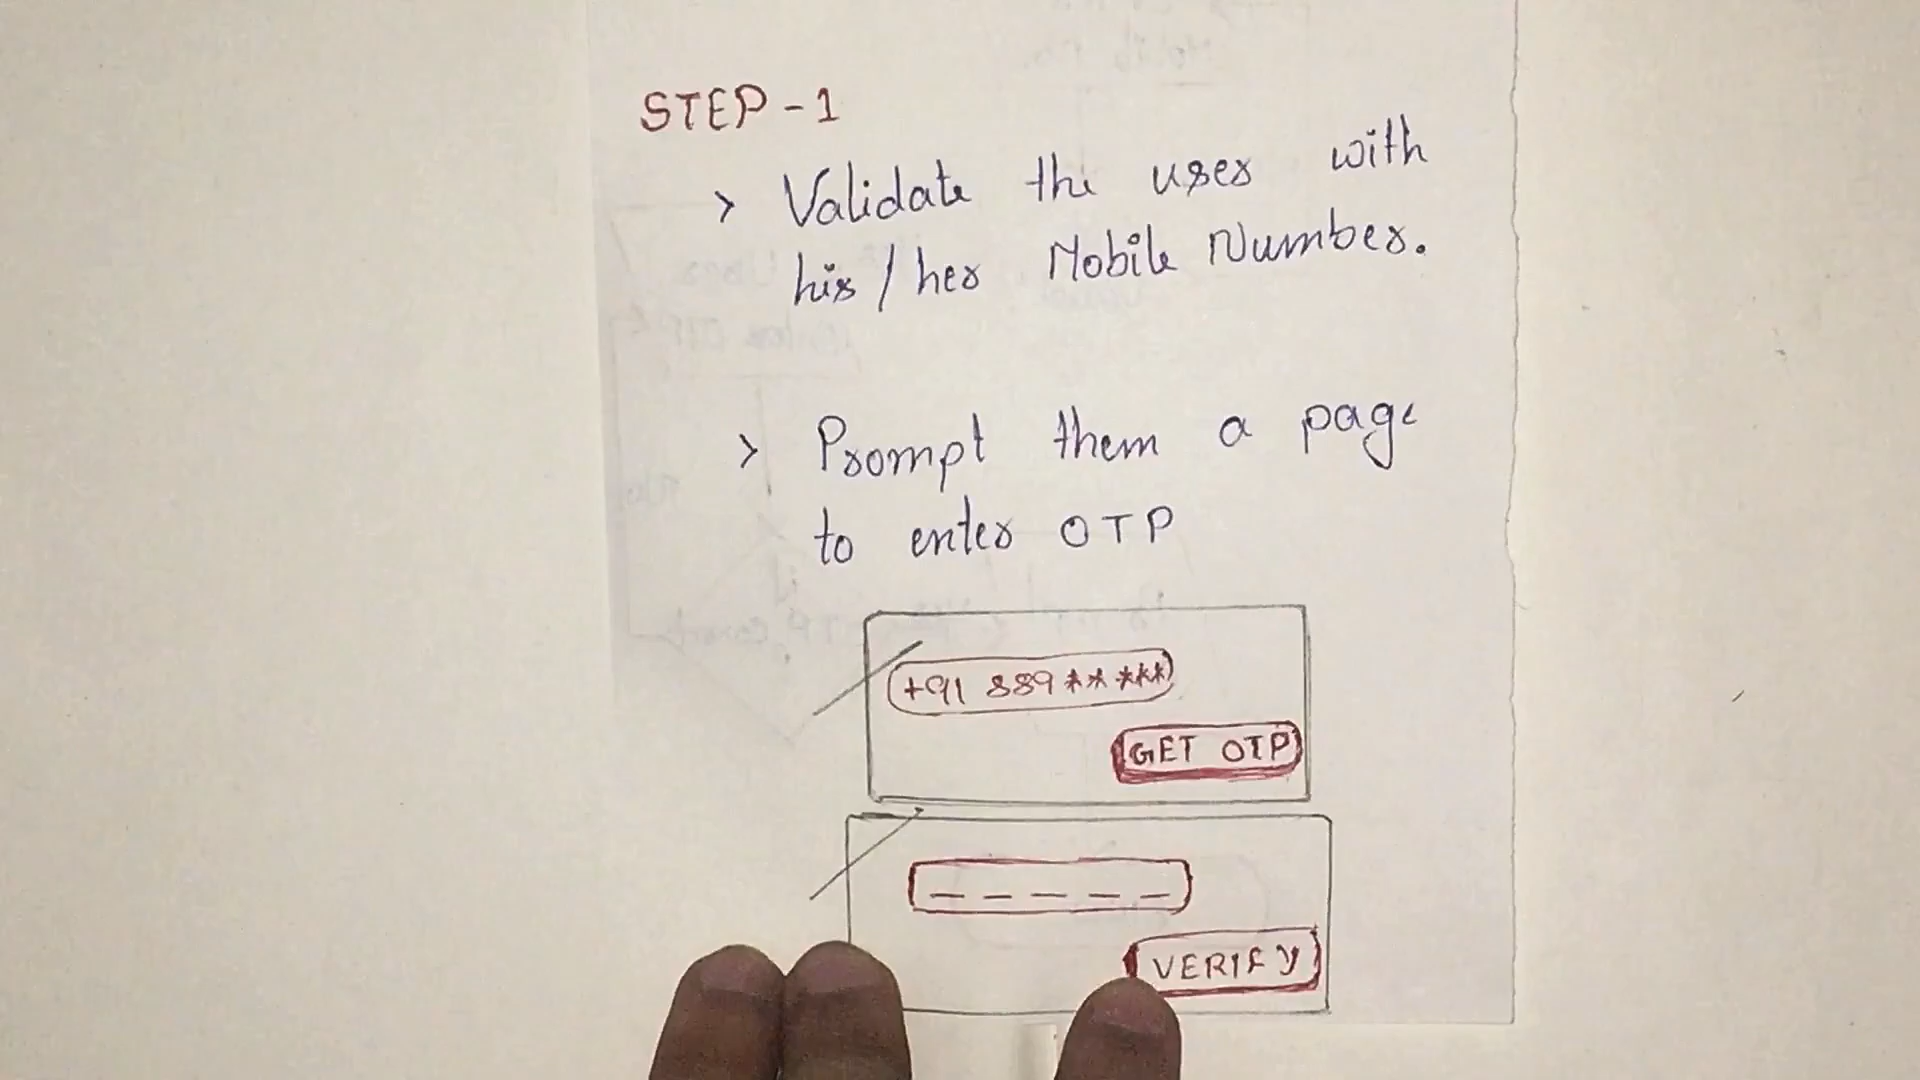 STEP-1
> Validate the user with
his/her Mobile Number.
> Prompt them a page
to enter OTP
+91 889*****
GET OTP
_ _ _ _ _
VERIFY